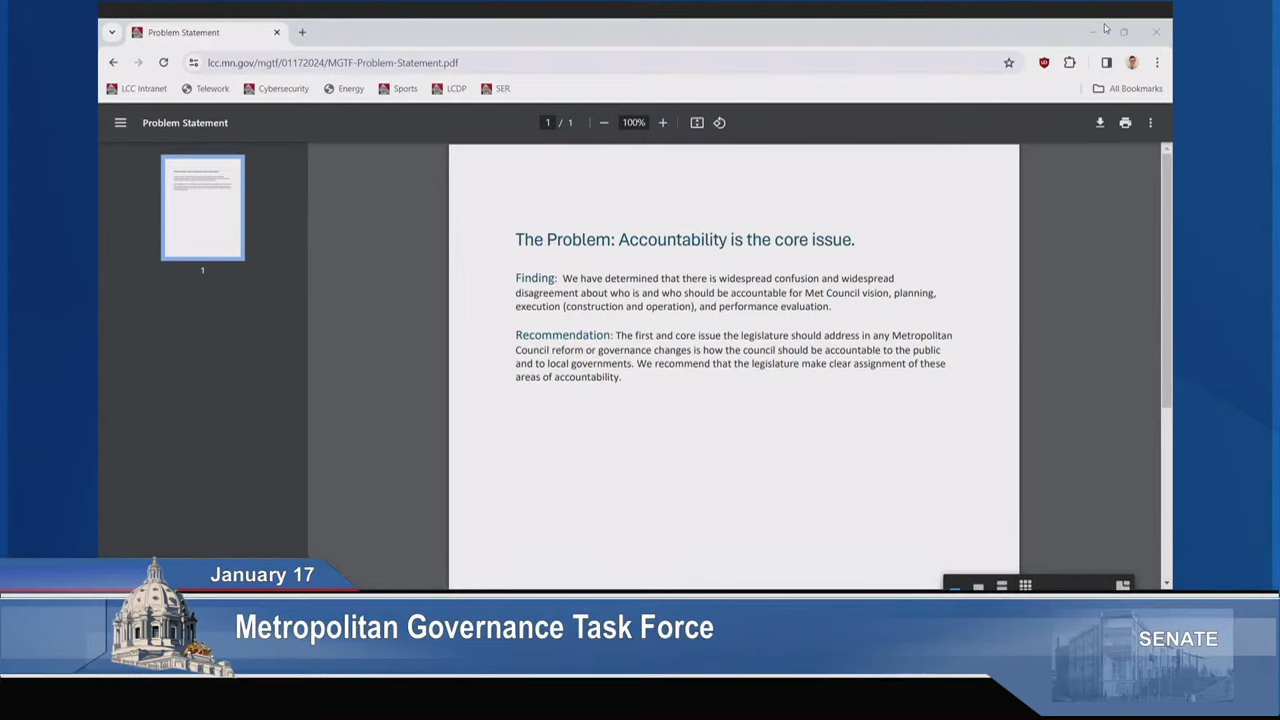 Problem Statement
lcc.mn.gov/mgtf/01172024/MGTF-Problem-Statement.pdf
LCC Intranet Telework Cybersecurity Energy Sports LCDP SER All Bookmarks
Problem Statement 1 / 1 100%
1
The Problem: Accountability is the core issue.
Finding: We have determined that there is widespread confusion and widespread
disagreement about who is and who should be accountable for Met Council vision, planning,
execution (construction and operation), and performance evaluation.
Recommendation: The first and core issue the legislature should address in any Metropolitan
Council reform or governance changes is how the council should be accountable to the public
and to local governments. We recommend that the legislature make clear assignment of these
areas of accountability.
January 17
Metropolitan Governance Task Force
SENATE